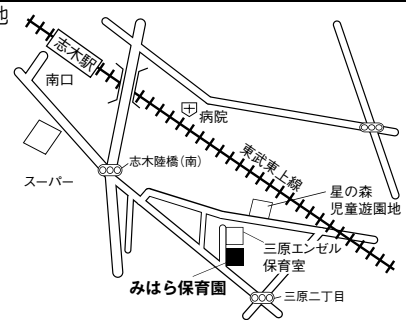 地
志木駅
南口
病院
東武東上線
志木陸橋(南)
スーパー
星の森
児童遊園地
三原エンゼル
保育室
みはら保育園
三原二丁目